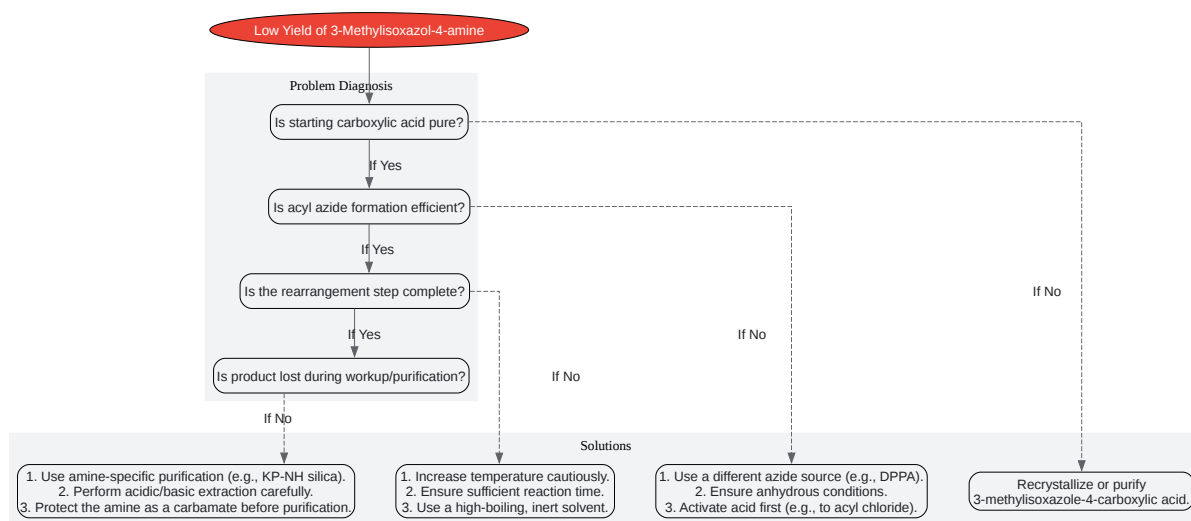 Low Yield of 3-Methylisoxazol-4-amine
Problem Diagnosis
Is starting carboxylic acid pure?
If Yes
Is acyl azide formation efficient?
If Yes
Is the rearrangement step complete?
If No
If Yes
If No
If No
Is product lost during workup/purification?
If No
Solutions
1. Use amine-specific purification (e.g., KP-NH silica).
2. Perform acidic/basic extraction carefully.
3. Protect the amine as a carbamate before purification.
1. Increase temperature cautiously.
2. Ensure sufficient reaction time.
3. Use a high-boiling, inert solvent.
1. Use a different azide source (e.g., DPPA).
2. Ensure anhydrous conditions.
3. Activate acid first (e.g., to acyl chloride).
Recrystallize or purify
3-methylisoxazole-4-carboxylic acid.